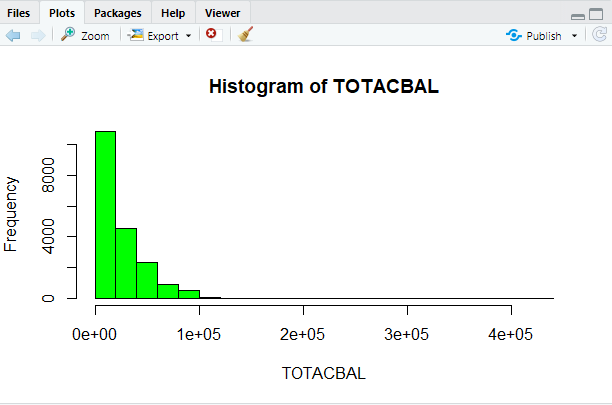 Files Plots Packages Help Viewer
Zoom Export Publish
Histogram of TOTACBAL
Frequency
8000
4000
0
0e+00 1e+05 2e+05 3e+05 4e+05
TOTACBAL